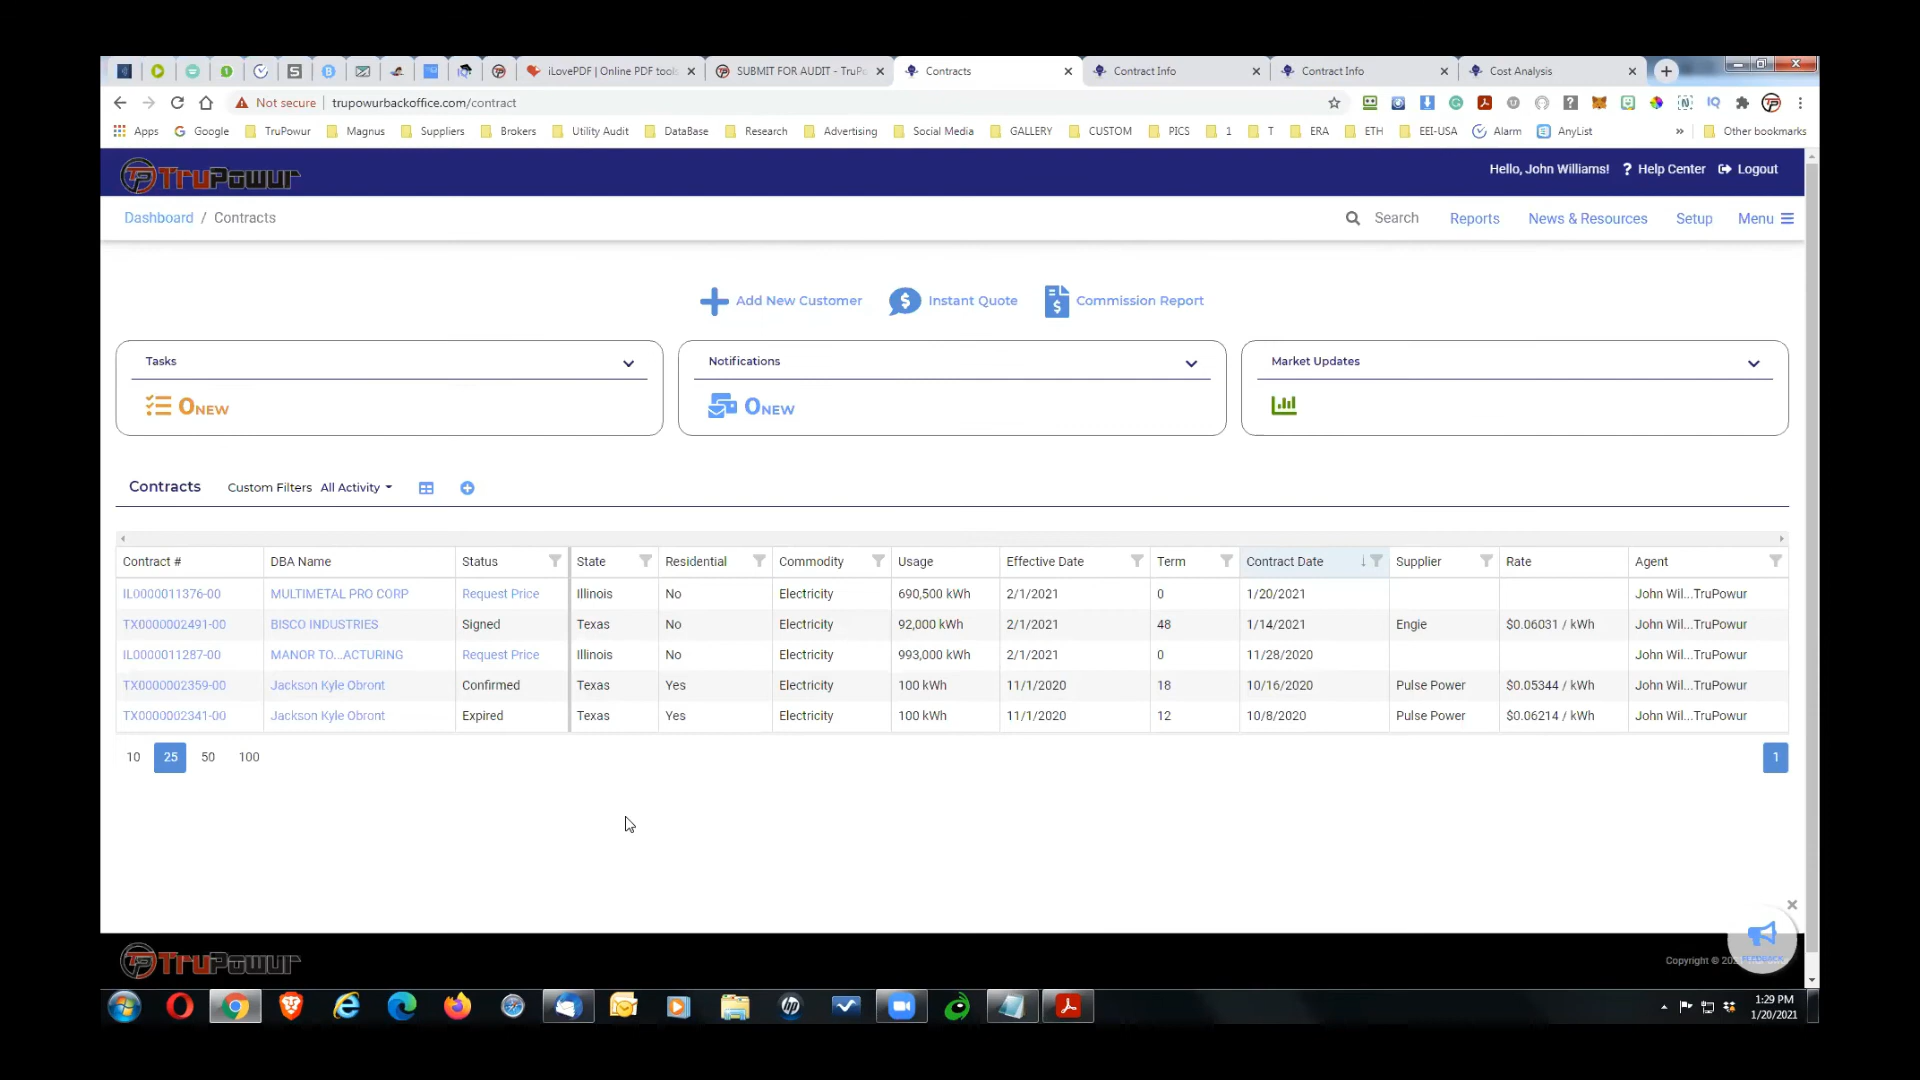 iLovePDF | Online PDF tools
SUBMIT FOR AUDIT - TruPo
Contracts
Contract Info
Contract Info
Cost Analysis
Not secure | trupowurbackoffice.com/contract
Apps Google TruPowur Magnus Suppliers Brokers Utility Audit DataBase Research Advertising Social Media GALLERY CUSTOM PICS 1 T ERA ETH EEI-USA Alarm AnyList » Other bookmarks
TruPowur
Hello, John Williams! ? Help Center Logout
Dashboard / Contracts
Search Reports News & Resources Setup Menu
Add New Customer Instant Quote Commission Report
Tasks
0 NEW
Notifications
0 NEW
Market Updates
Contracts Custom Filters All Activity
Contract # DBA Name Status State Residential Commodity Usage Effective Date Term Contract Date Supplier Rate Agent
IL0000011376-00 MULTIMETAL PRO CORP Request Price Illinois No Electricity 690,500 kWh 2/1/2021 0 1/20/2021 John Wil...TruPowur
TX0000002491-00 BISCO INDUSTRIES Signed Texas No Electricity 92,000 kWh 2/1/2021 48 1/14/2021 Engie $0.06031 / kWh John Wil...TruPowur
IL0000011287-00 MANOR TO...ACTURING Request Price Illinois No Electricity 993,000 kWh 2/1/2021 0 11/28/2020 John Wil...TruPowur
TX0000002359-00 Jackson Kyle Obront Confirmed Texas Yes Electricity 100 kWh 11/1/2020 18 10/16/2020 Pulse Power $0.05344 / kWh John Wil...TruPowur
TX0000002341-00 Jackson Kyle Obront Expired Texas Yes Electricity 100 kWh 11/1/2020 12 10/8/2020 Pulse Power $0.06214 / kWh John Wil...TruPowur
10 25 50 100 1
FEEDBACK
TruPowur
Copyright © 20
1:29 PM
1/20/2021